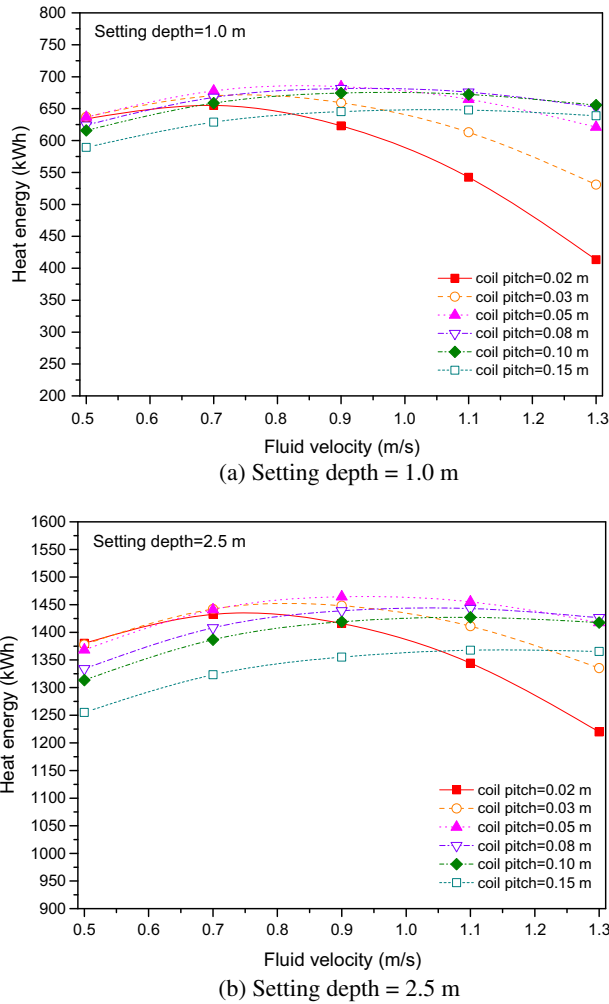 800
750
700
650
600
550
500
450
400
350
300
250
200
Heat energy (kWh)
Setting depth=1.0 m
coil pitch=0.02 m
coil pitch=0.03 m
coil pitch=0.05 m
coil pitch=0.08 m
coil pitch=0.10 m
coil pitch=0.15 m
0.5 0.6 0.7 0.8 0.9 1.0 1.1 1.2 1.3
Fluid velocity (m/s)
(a) Setting depth = 1.0 m
1600
1550
1500
1450
1400
1350
1300
1250
1200
1150
1100
1050
1000
950
900
Heat energy (kWh)
Setting depth=2.5 m
coil pitch=0.02 m
coil pitch=0.03 m
coil pitch=0.05 m
coil pitch=0.08 m
coil pitch=0.10 m
coil pitch=0.15 m
0.5 0.6 0.7 0.8 0.9 1.0 1.1 1.2 1.3
Fluid velocity (m/s)
(b) Setting depth = 2.5 m